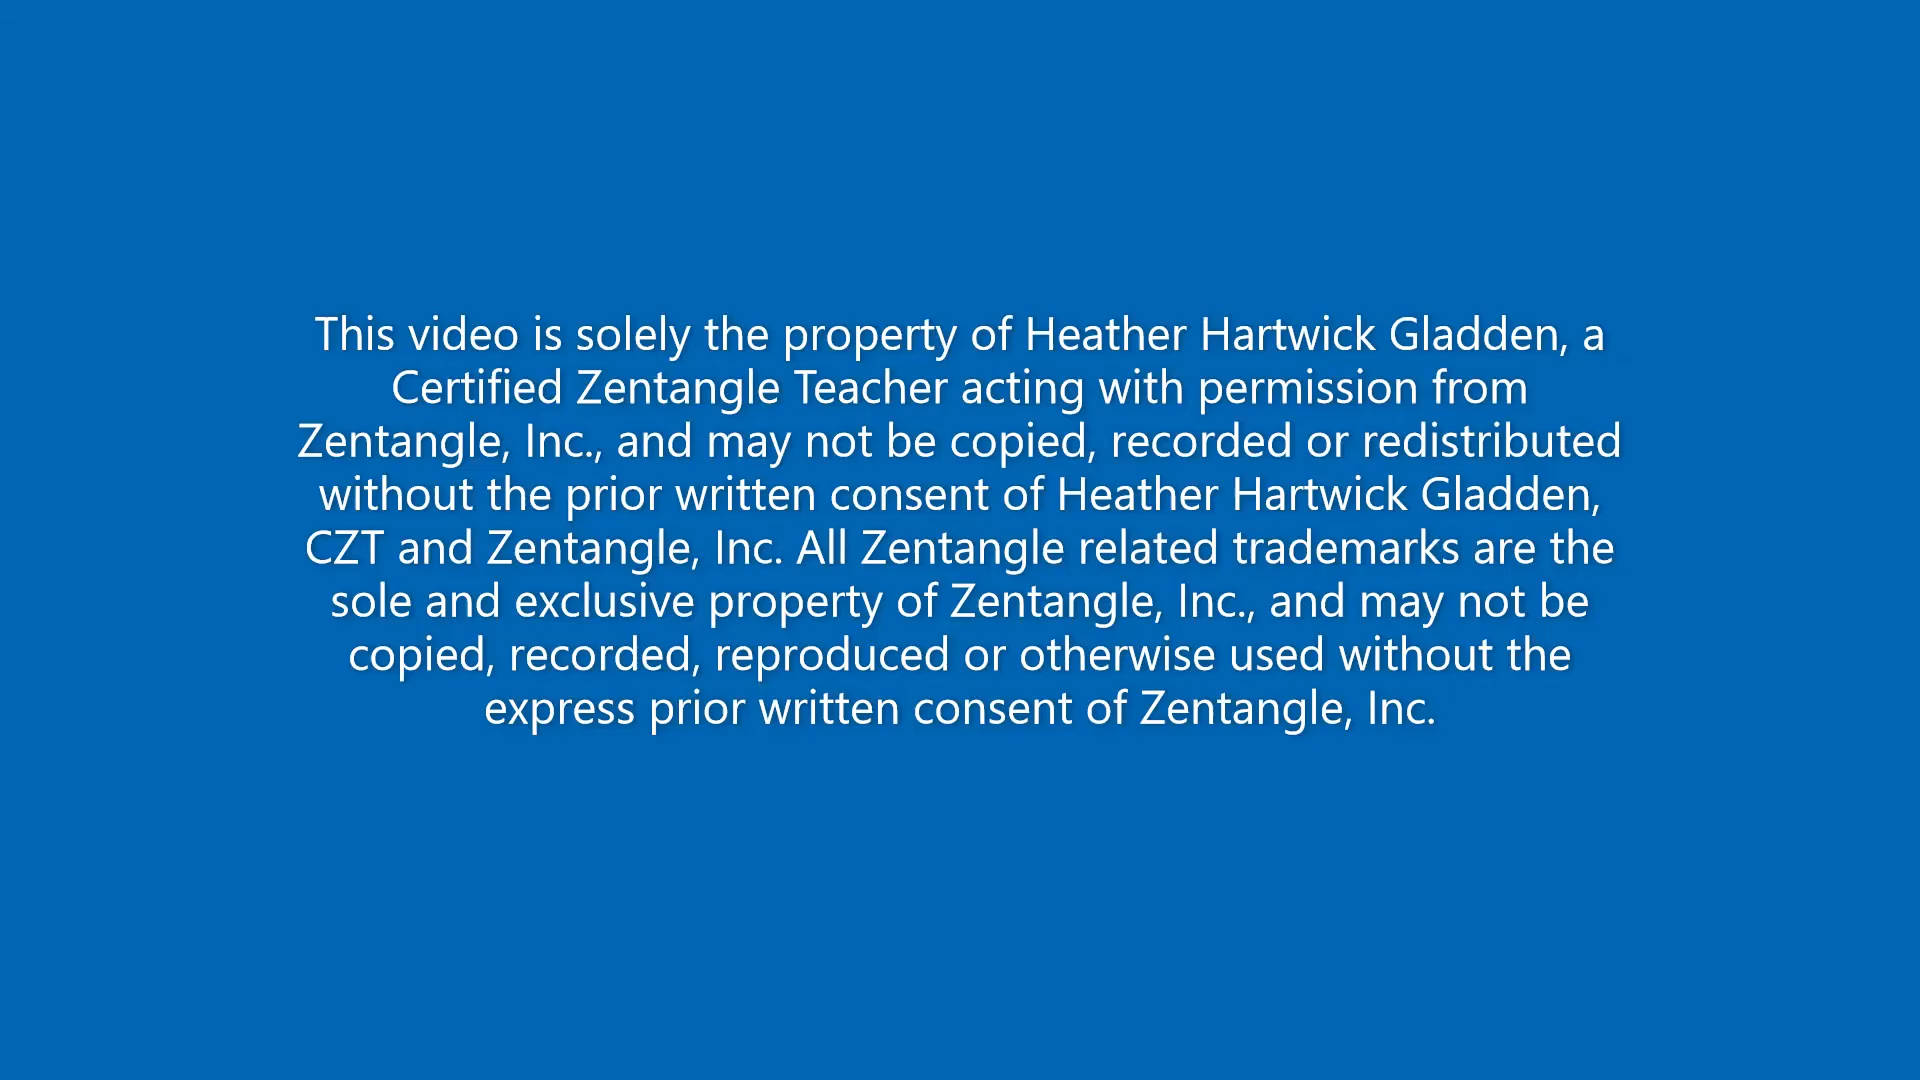 This video is solely the property of Heather Hartwick Gladden, a
Certified Zentangle Teacher acting with permission from
Zentangle, Inc., and may not be copied, recorded or redistributed
without the prior written consent of Heather Hartwick Gladden,
CZT and Zentangle, Inc. All Zentangle related trademarks are the
sole and exclusive property of Zentangle, Inc., and may not be
copied, recorded, reproduced or otherwise used without the
express prior written consent of Zentangle, Inc.